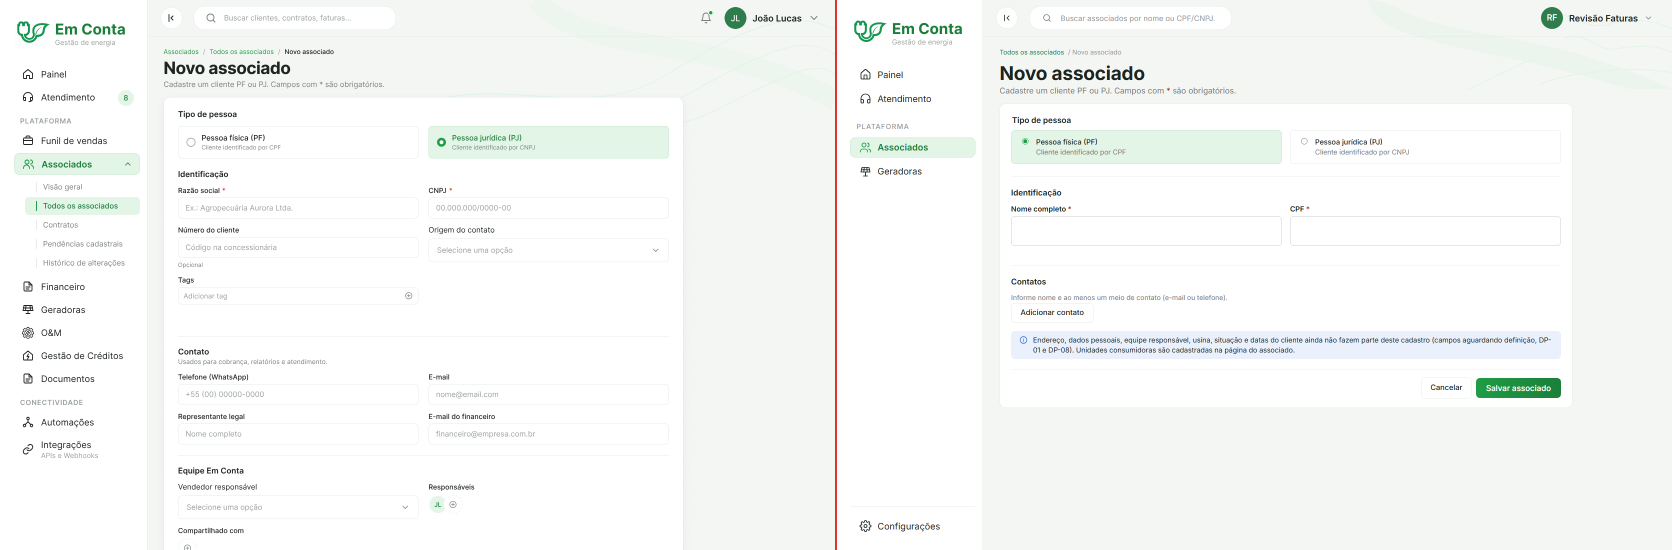 Em Conta
Gestão de energia
Painel
Atendimento
8
PLATAFORMA
Funil de vendas
Associados
Visão geral
Todos os associados
Contratos
Pendências cadastrais
Histórico de alterações
Financeiro
Geradoras
O&M
Gestão de Créditos
Documentos
CONECTIVIDADE
Automações
Integrações
APIs e Webhooks
Buscar clientes, contratos, faturas...
JL
João Lucas
Associados / Todos os associados / Novo associado
Novo associado
Cadastre um cliente PF ou PJ. Campos com * são obrigatórios.
Tipo de pessoa
Pessoa física (PF)
Cliente identificado por CPF
Pessoa jurídica (PJ)
Cliente identificado por CNPJ
Identificação
Razão social *
Ex.: Agropecuária Aurora Ltda.
CNPJ *
00.000.000/0000-00
Número do cliente
Código na concessionária
Opcional
Origem do contato
Selecione uma opção
Tags
Adicionar tag
Contato
Usados para cobrança, relatórios e atendimento.
Telefone (WhatsApp)
+55 (00) 00000-0000
E-mail
nome@email.com
Representante legal
Nome completo
E-mail do financeiro
financeiro@empresa.com.br
Equipe Em Conta
Vendedor responsável
Selecione uma opção
Responsáveis
JL
Compartilhado com
Em Conta
Gestão de energia
Painel
Atendimento
PLATAFORMA
Associados
Geradoras
Configurações
Buscar associados por nome ou CPF/CNPJ.
RF
Revisão Faturas
Todos os associados / Novo associado
Novo associado
Cadastre um cliente PF ou PJ. Campos com * são obrigatórios.
Tipo de pessoa
Pessoa física (PF)
Cliente identificado por CPF
Pessoa jurídica (PJ)
Cliente identificado por CNPJ
Identificação
Nome completo *
CPF *
Contatos
Informe nome e ao menos um meio de contato (e-mail ou telefone).
Adicionar contato
Endereço, dados pessoais, equipe responsável, usina, situação e datas do cliente ainda não fazem parte deste cadastro (campos aguardando definição, DP-
01 e DP-08). Unidades consumidoras são cadastradas na página do associado.
Cancelar
Salvar associado